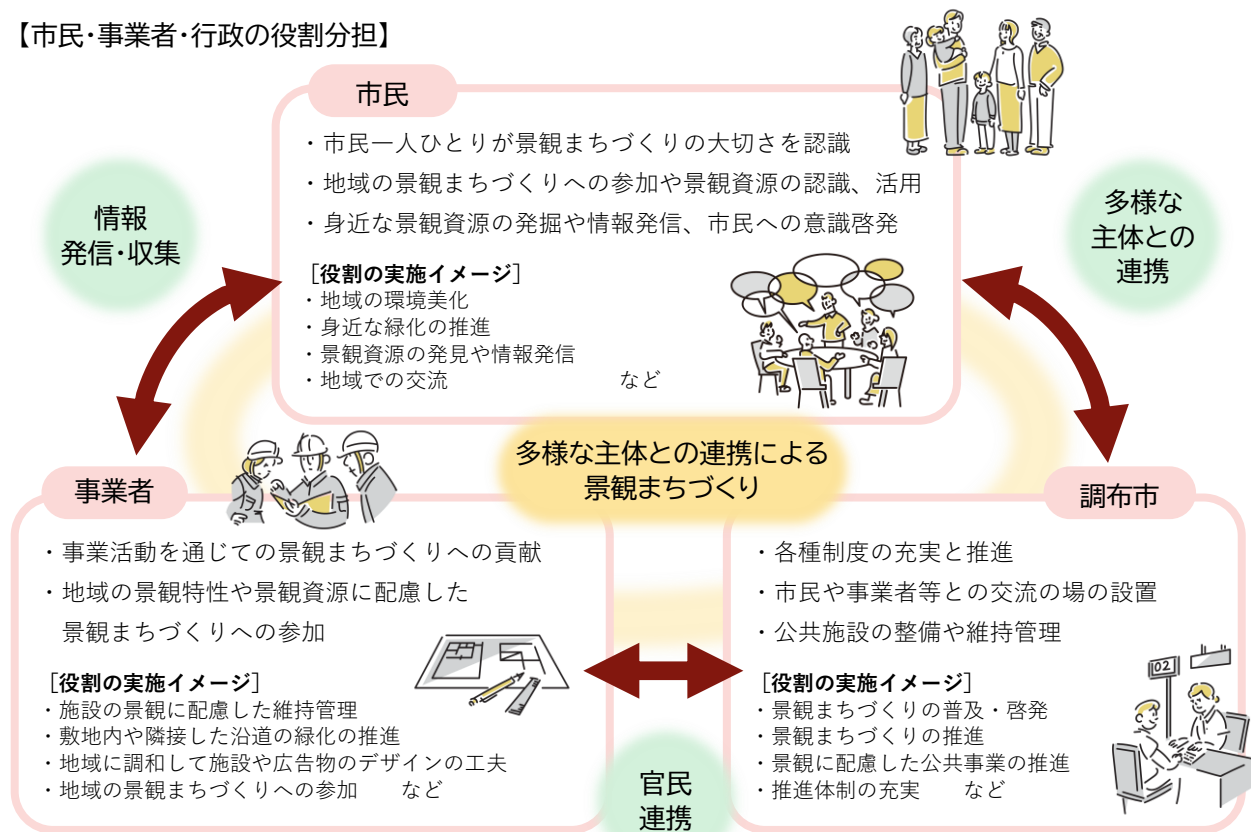 【市民・事業者・行政の役割分担】
市民
・市民一人ひとりが景観まちづくりの大切さを認識
・地域の景観まちづくりへの参加や景観資源の認識、活用
・身近な景観資源の発掘や情報発信、市民への意識啓発
［役割の実施イメージ］
・地域の環境美化
・身近な緑化の推進
・景観資源の発見や情報発信
・地域での交流　など
情報
発信・収集
多様な
主体との
連携
多様な主体との連携による
景観まちづくり
事業者
・事業活動を通じての景観まちづくりへの貢献
・地域の景観特性や景観資源に配慮した
景観まちづくりへの参加
［役割の実施イメージ］
・施設の景観に配慮した維持管理
・敷地内や隣接した沿道の緑化の推進
・地域に調和して施設や広告物のデザインの工夫
・地域の景観まちづくりへの参加　など
調布市
・各種制度の充実と推進
・市民や事業者等との交流の場の設置
・公共施設の整備や維持管理
［役割の実施イメージ］
・景観まちづくりの普及・啓発
・景観まちづくりの推進
・景観に配慮した公共事業の推進
・推進体制の充実　など
02
官民
連携